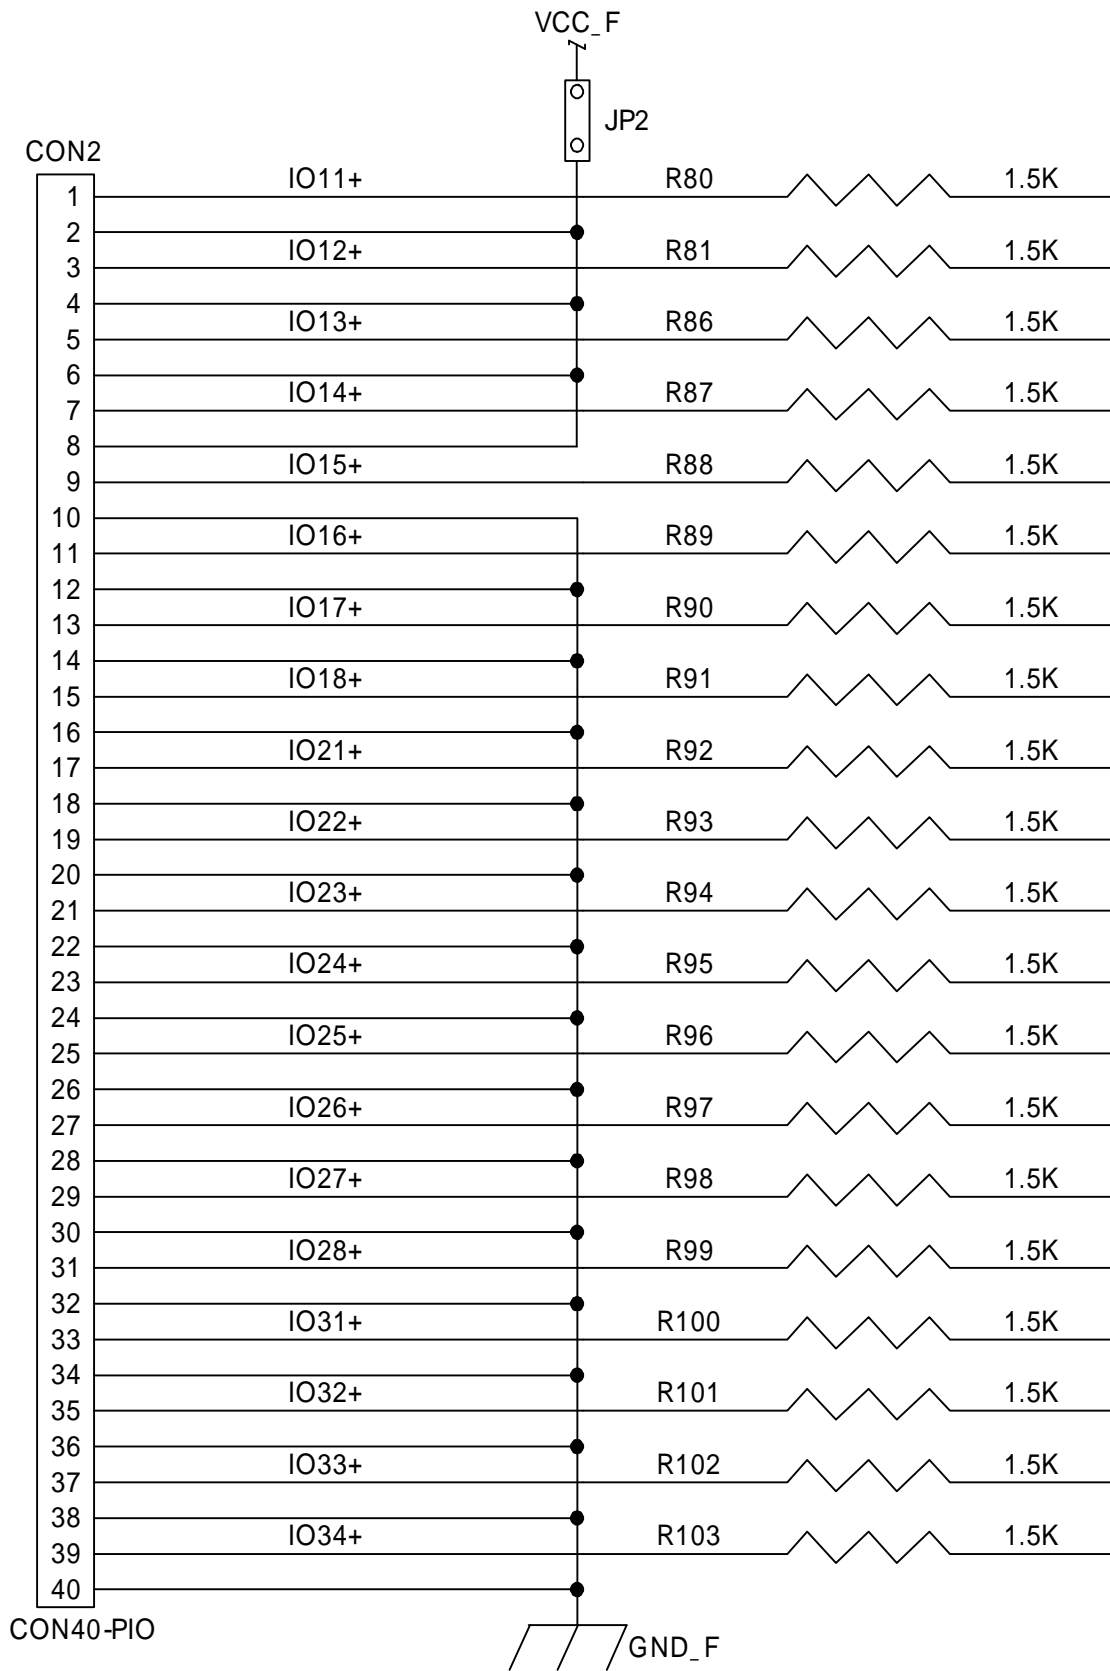 VCC_F
JP2
CON2
1 IO11+ R80 1.5K
2
3 IO12+ R81 1.5K
4
5 IO13+ R86 1.5K
6
7 IO14+ R87 1.5K
8
9 IO15+ R88 1.5K
10
11 IO16+ R89 1.5K
12
13 IO17+ R90 1.5K
14
15 IO18+ R91 1.5K
16
17 IO21+ R92 1.5K
18
19 IO22+ R93 1.5K
20
21 IO23+ R94 1.5K
22
23 IO24+ R95 1.5K
24
25 IO25+ R96 1.5K
26
27 IO26+ R97 1.5K
28
29 IO27+ R98 1.5K
30
31 IO28+ R99 1.5K
32
33 IO31+ R100 1.5K
34
35 IO32+ R101 1.5K
36
37 IO33+ R102 1.5K
38
39 IO34+ R103 1.5K
40
CON40-PIO
GND_F